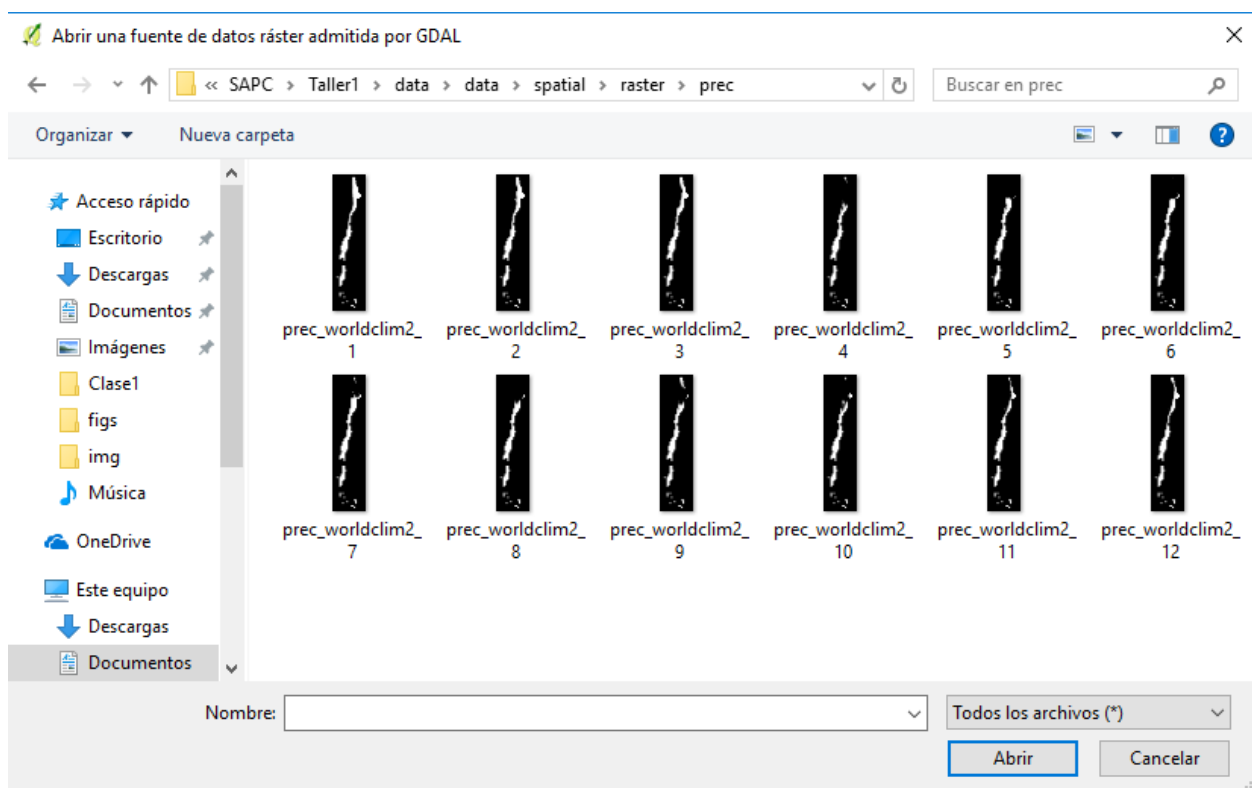 Abrir una fuente de datos ráster admitida por GDAL
« SAPC > Taller1 > data > data > spatial > raster > prec
Buscar en prec
Organizar
Nueva carpeta
Acceso rápido
Escritorio
Descargas
Documentos
Imágenes
Clase1
figs
img
Música
OneDrive
Este equipo
Descargas
Documentos
prec_worldclim2_
1
prec_worldclim2_
2
prec_worldclim2_
3
prec_worldclim2_
4
prec_worldclim2_
5
prec_worldclim2_
6
prec_worldclim2_
7
prec_worldclim2_
8
prec_worldclim2_
9
prec_worldclim2_
10
prec_worldclim2_
11
prec_worldclim2_
12
Nombre:
Todos los archivos (*)
Abrir
Cancelar